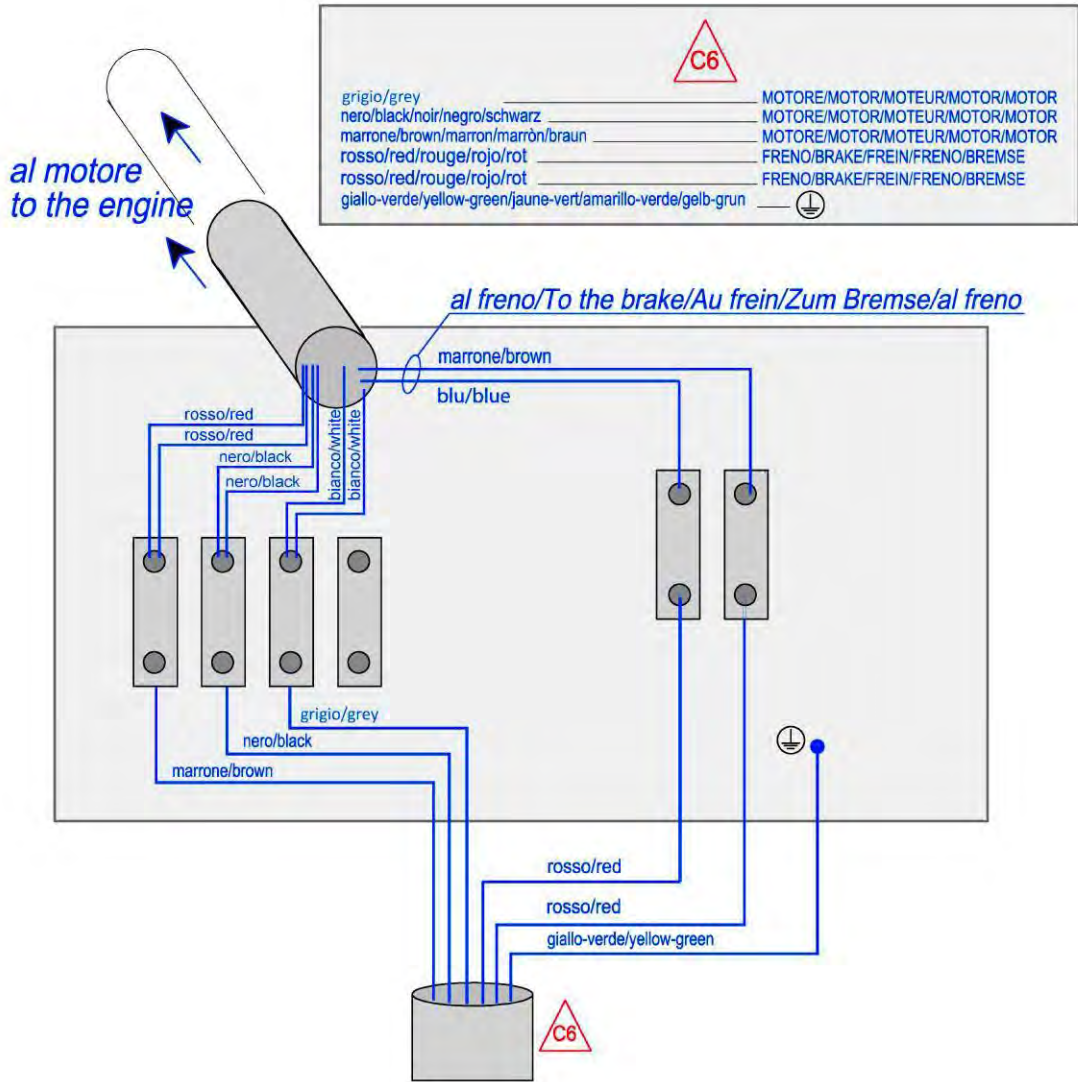 C6
grigio/grey MOTORE/MOTOR/MOTEUR/MOTOR/MOTOR
nero/black/noir/negro/schwarz MOTORE/MOTOR/MOTEUR/MOTOR/MOTOR
marrone/brown/marron/marròn/braun MOTORE/MOTOR/MOTEUR/MOTOR/MOTOR
rosso/red/rouge/rojo/rot FRENO/BRAKE/FREIN/FRENO/BREMSE
rosso/red/rouge/rojo/rot FRENO/BRAKE/FREIN/FRENO/BREMSE
giallo-verde/yellow-green/jaune-vert/amarillo-verde/gelb-grun
al motore
to the engine
al freno/To the brake/Au frein/Zum Bremse/al freno
marrone/brown
blu/blue
rosso/red
rosso/red
nero/black
nero/black
bianco/white
bianco/white
grigio/grey
nero/black
marrone/brown
rosso/red
rosso/red
giallo-verde/yellow-green
C6